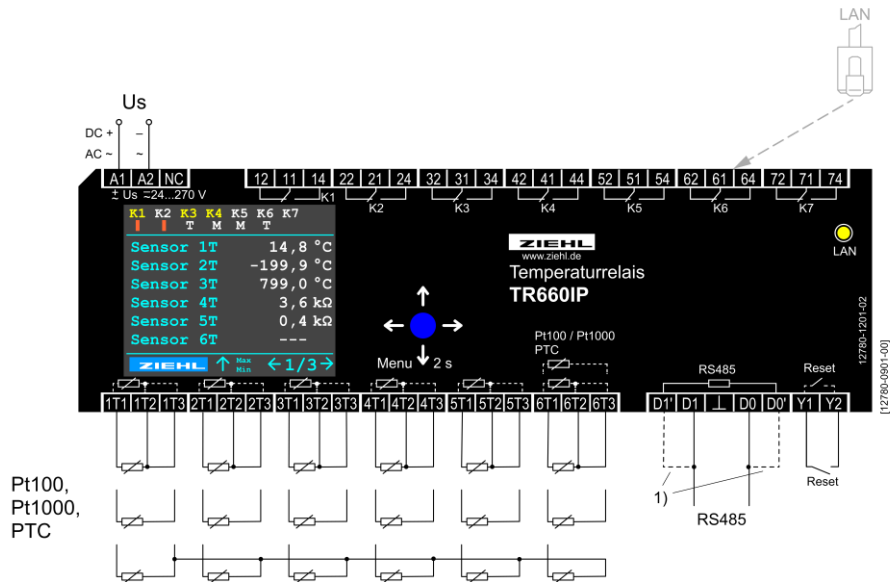 LAN
Us
DC + –
AC ~ ~
A1 A2 NC 12 11 14 22 21 24 32 31 34 42 41 44 52 51 54 62 61 64 72 71 74
± Us ≂24...270 V K1 K2 K3 K4 K5 K6 K7
K1 K2 K3 K4 K5 K6 K7
T M M T
Sensor 1T 14,8 °C
Sensor 2T -199,9 °C
Sensor 3T 799,0 °C
Sensor 4T 3,6 kΩ
Sensor 5T 0,4 kΩ
Sensor 6T ---
ZIEHL ↑ Max Min ←1/3→
ZIEHL
www.ziehl.de
Temperaturrelais
TR660IP
LAN
Menu 2 s
Pt100 / Pt1000
PTC
RS485
Reset
12780-1201-02
[12780-0901-00]
1T1 1T2 1T3 2T1 2T2 2T3 3T1 3T2 3T3 4T1 4T2 4T3 5T1 5T2 5T3 6T1 6T2 6T3 D1' D1 ⊥ D0 D0' Y1 Y2
Pt100,
Pt1000,
PTC
1)
RS485
Reset